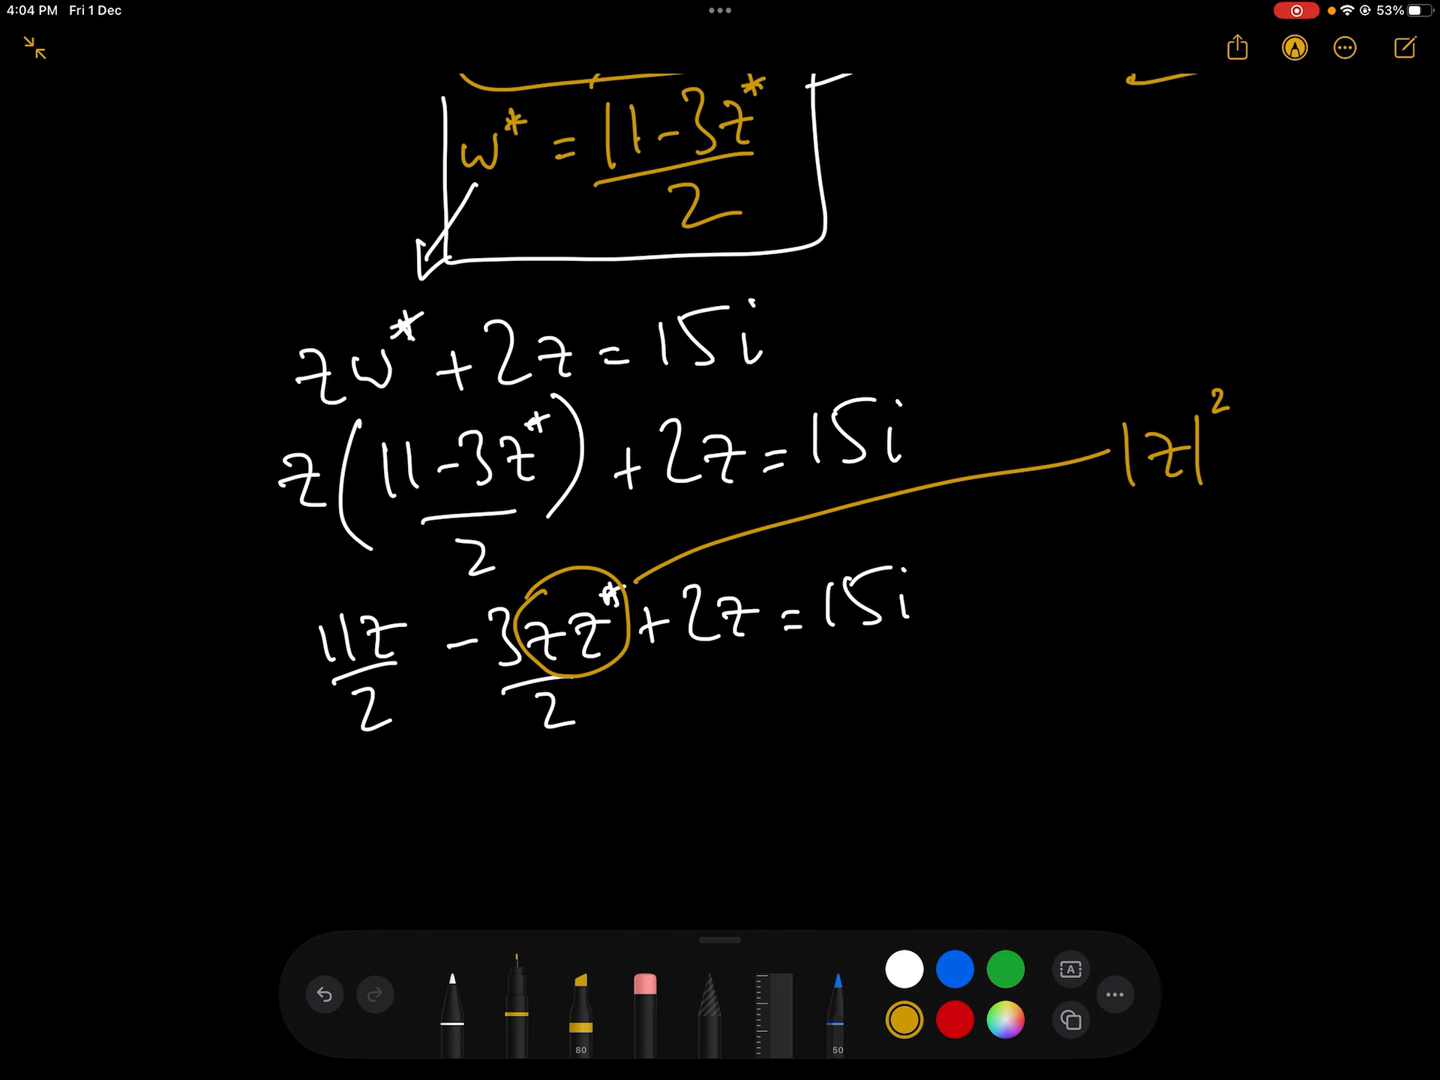 4:04 PM Fri 1 Dec
53%
w* = (11-3z*)/2
zw* + 2z = 15i
z((11-3z*)/2) + 2z = 15i
|z|²
11z/2 - 3zz*/2 + 2z = 15i
80
50
A